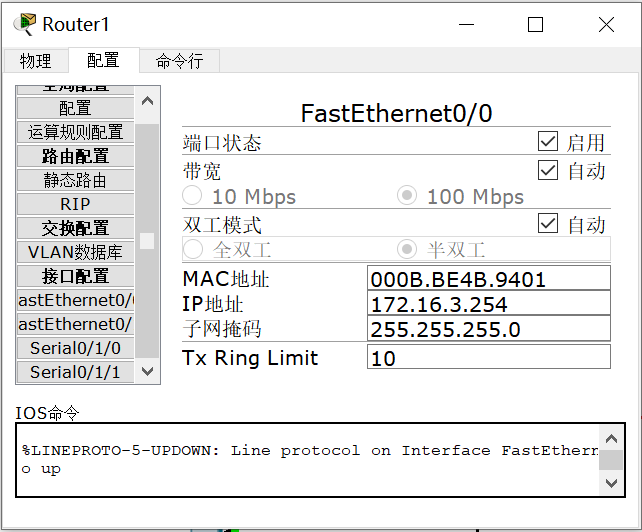 Router1
物理
配置
命令行
全局配置
配置
运算规则配置
路由配置
静态路由
RIP
交换配置
VLAN数据库
接口配置
astEthernet0/0
astEthernet0/
Serial0/1/0
Serial0/1/1
FastEthernet0/0
端口状态 启用
带宽 自动
10 Mbps 100 Mbps
双工模式 自动
全双工 半双工
MAC地址 000B.BE4B.9401
IP地址 172.16.3.254
子网掩码 255.255.255.0
Tx Ring Limit 10
IOS命令
%LINEPROTO-5-UPDOWN: Line protocol on Interface FastEthern
o up